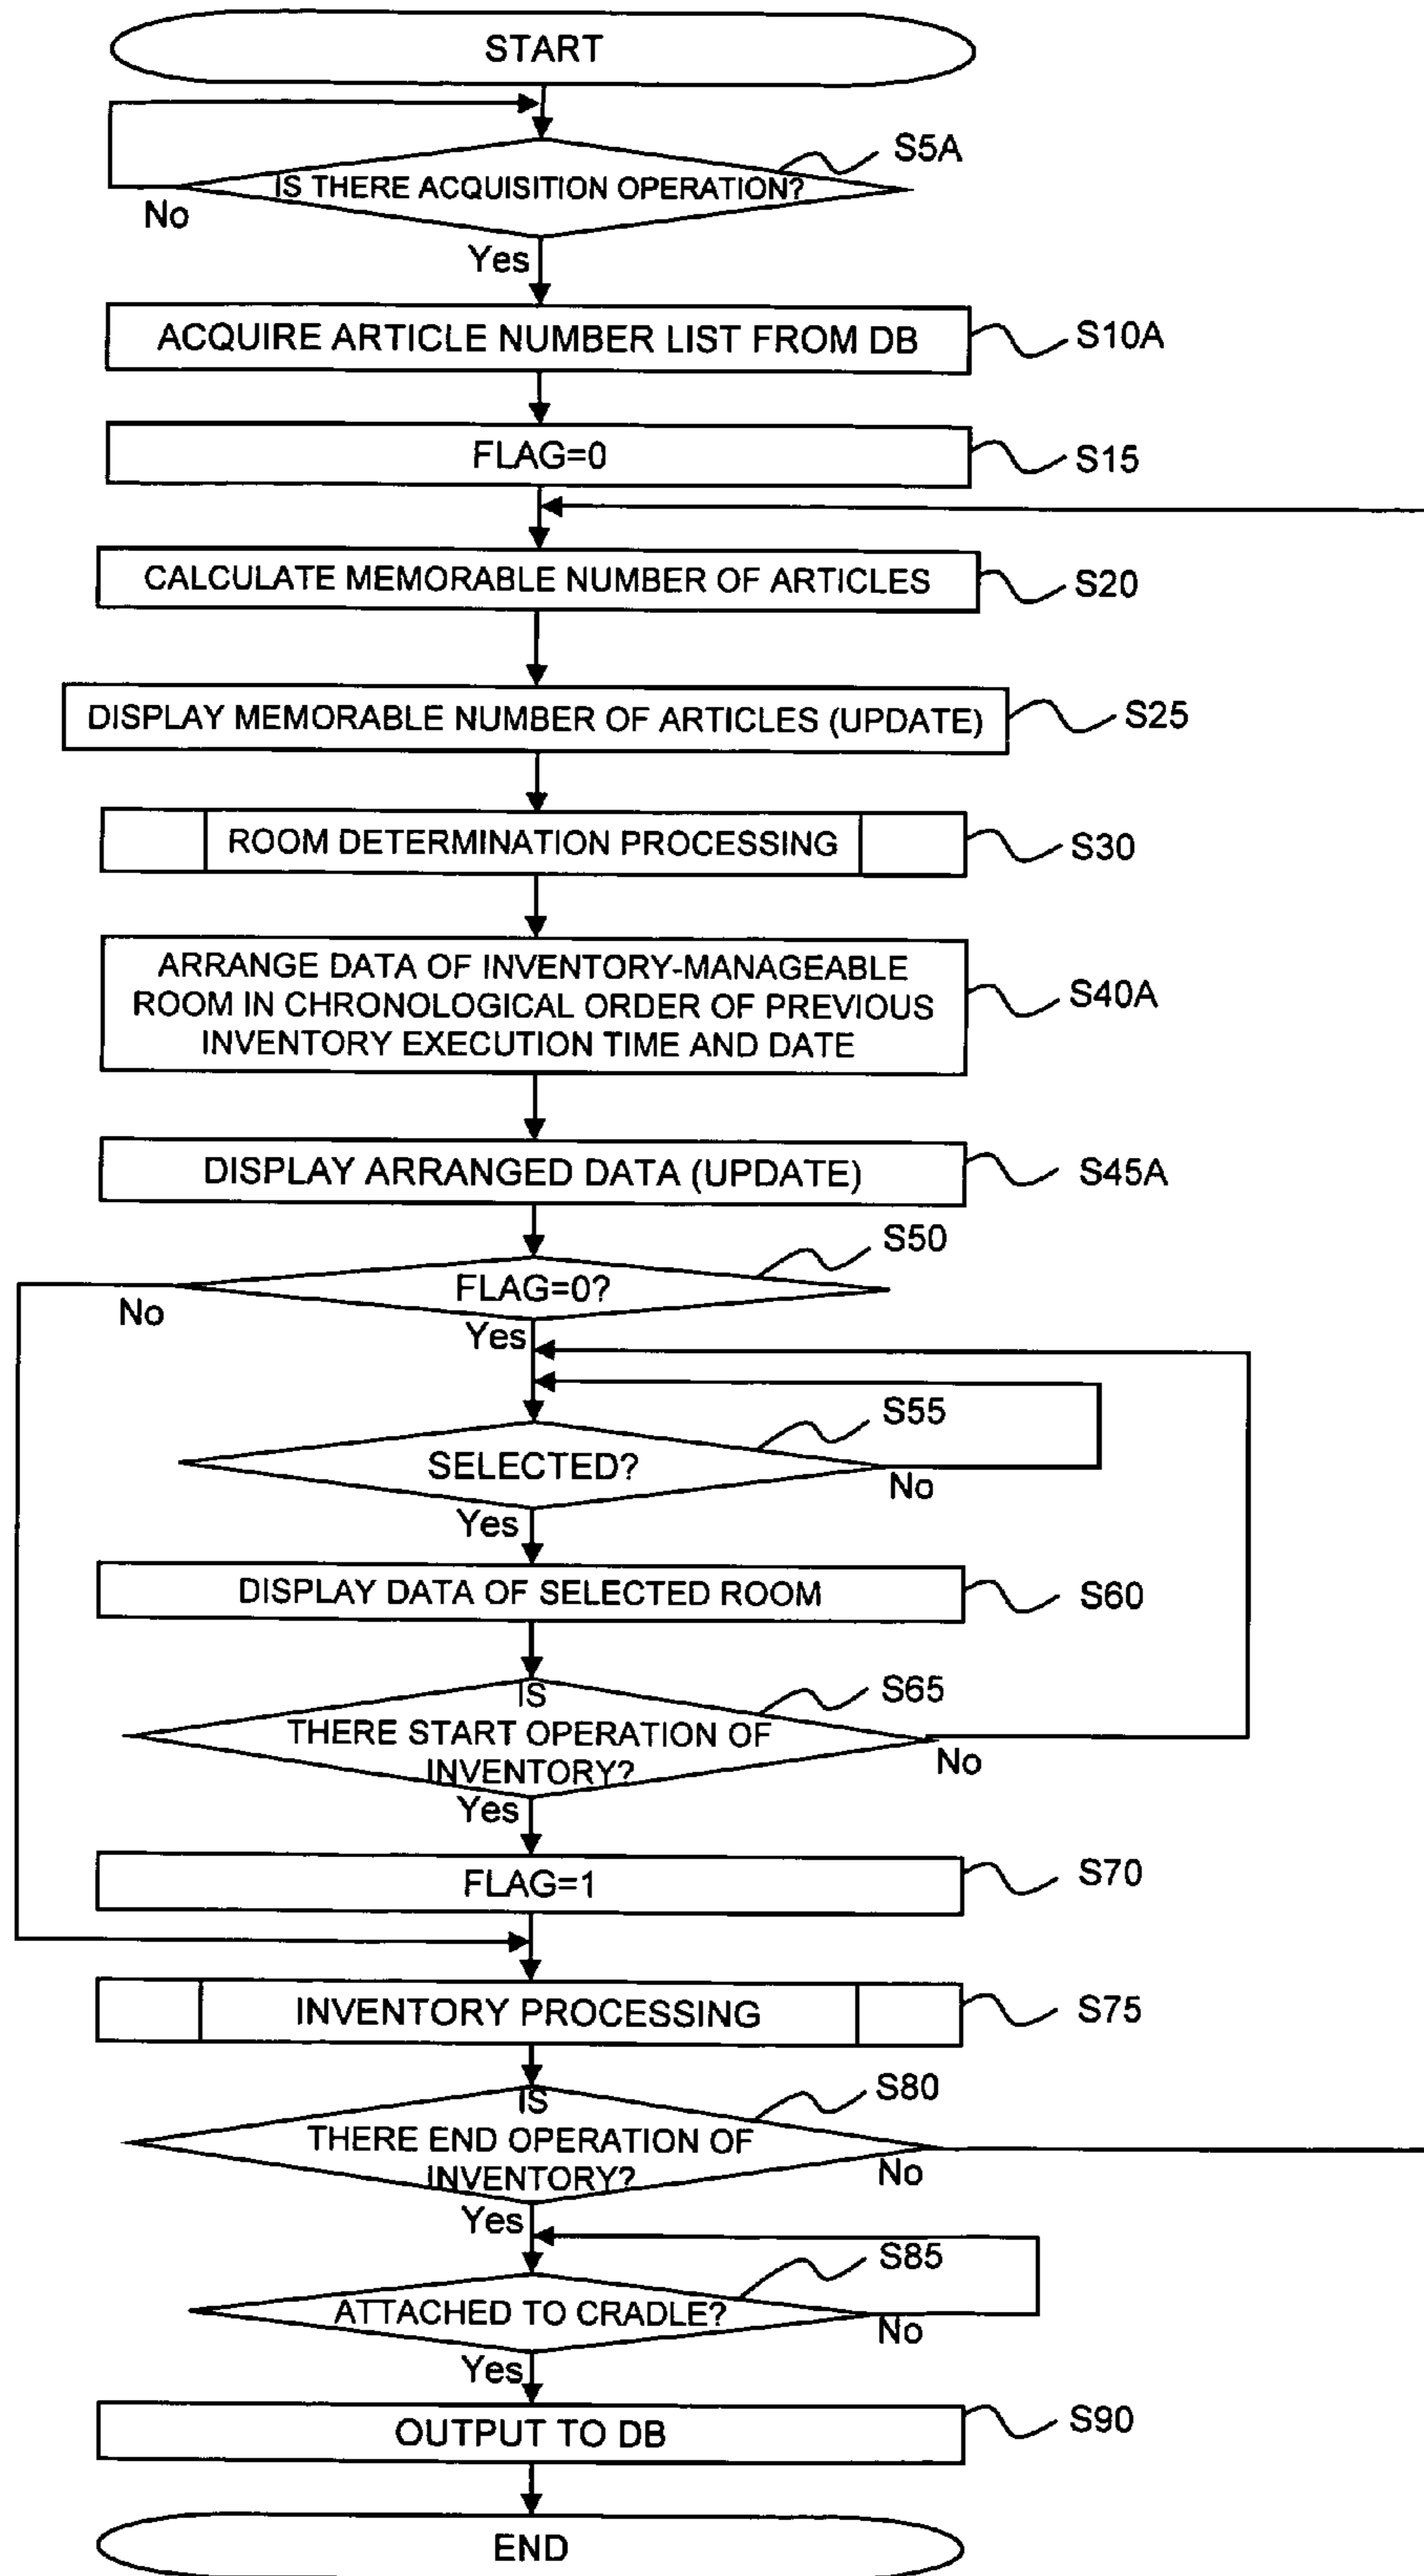 START
S5A
IS THERE ACQUISITION OPERATION?
No
Yes
ACQUIRE ARTICLE NUMBER LIST FROM DB
S10A
FLAG=0
S15
CALCULATE MEMORABLE NUMBER OF ARTICLES
S20
DISPLAY MEMORABLE NUMBER OF ARTICLES (UPDATE)
S25
ROOM DETERMINATION PROCESSING
S30
ARRANGE DATA OF INVENTORY-MANAGEABLE
ROOM IN CHRONOLOGICAL ORDER OF PREVIOUS
INVENTORY EXECUTION TIME AND DATE
S40A
DISPLAY ARRANGED DATA (UPDATE)
S45A
S50
FLAG=0?
No
Yes
S55
SELECTED?
No
Yes
DISPLAY DATA OF SELECTED ROOM
S60
S65
IS
THERE START OPERATION OF
INVENTORY?
No
Yes
FLAG=1
S70
INVENTORY PROCESSING
S75
S80
IS
THERE END OPERATION OF
INVENTORY?
No
Yes
S85
ATTACHED TO CRADLE?
No
Yes
OUTPUT TO DB
S90
END